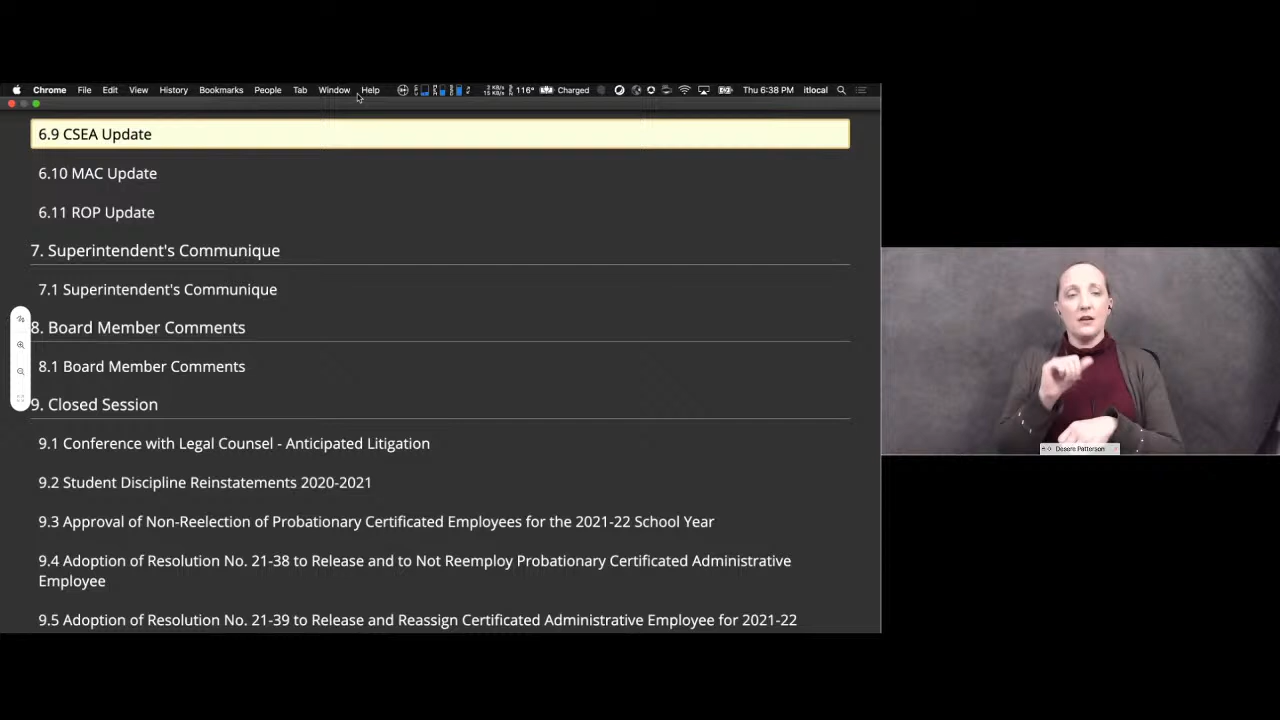 Chrome File Edit View History Bookmarks People Tab Window Help 116° Charged Thu 6:38 PM itlocal
6.9 CSEA Update
6.10 MAC Update
6.11 ROP Update
7. Superintendent's Communique
7.1 Superintendent's Communique
8. Board Member Comments
8.1 Board Member Comments
9. Closed Session
9.1 Conference with Legal Counsel - Anticipated Litigation
9.2 Student Discipline Reinstatements 2020-2021
9.3 Approval of Non-Reelection of Probationary Certificated Employees for the 2021-22 School Year
9.4 Adoption of Resolution No. 21-38 to Release and to Not Reemploy Probationary Certificated Administrative
Employee
9.5 Adoption of Resolution No. 21-39 to Release and Reassign Certificated Administrative Employee for 2021-22
Patterson